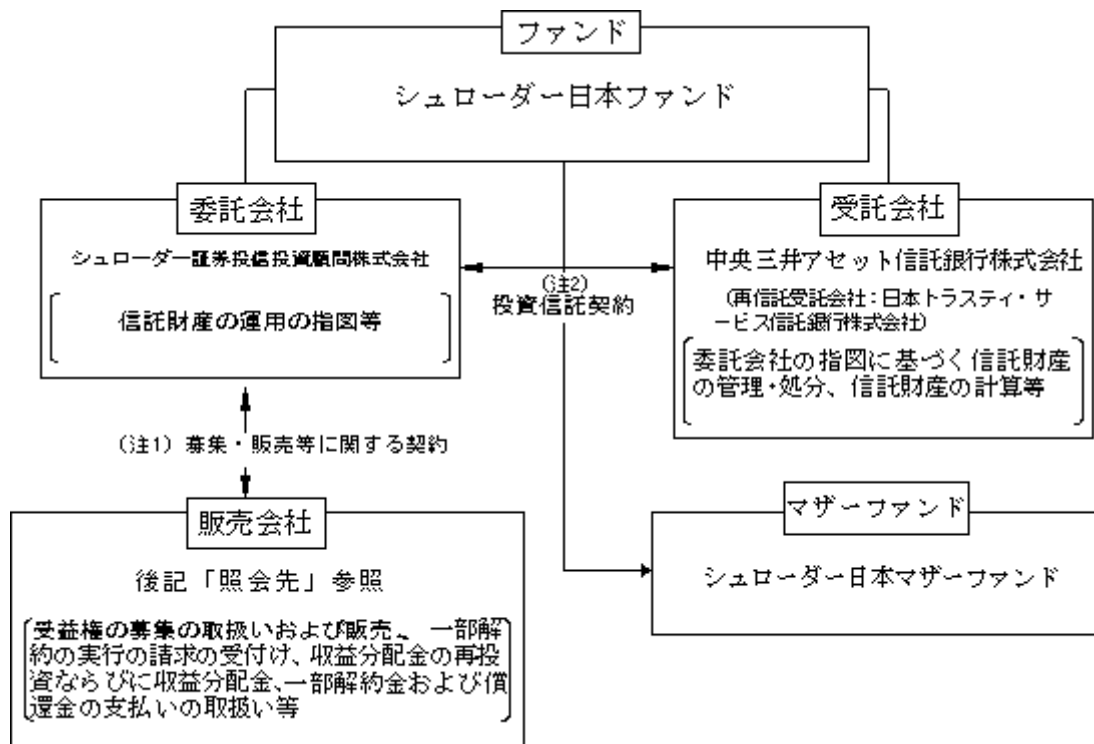 ファンド
シュローダー日本ファンド
委託会社
シュローダー証券投信投資顧問株式会社
信託財産の運用の指図等
(注2)
投資信託契約
受託会社
中央三井アセット信託銀行株式会社
(再信託受託会社:日本トラスティ・サ
ービス信託銀行株式会社)
委託会社の指図に基づく信託財産
の管理・処分、信託財産の計算等
(注1) 募集・販売等に関する契約
販売会社
後記「照会先」参照
受益権の募集の取扱いおよび販売、一部解
約の実行の請求の受付け、収益分配金の再投
資ならびに収益分配金、一部解約金および償
還金の支払いの取扱い等
マザーファンド
シュローダー日本マザーファンド